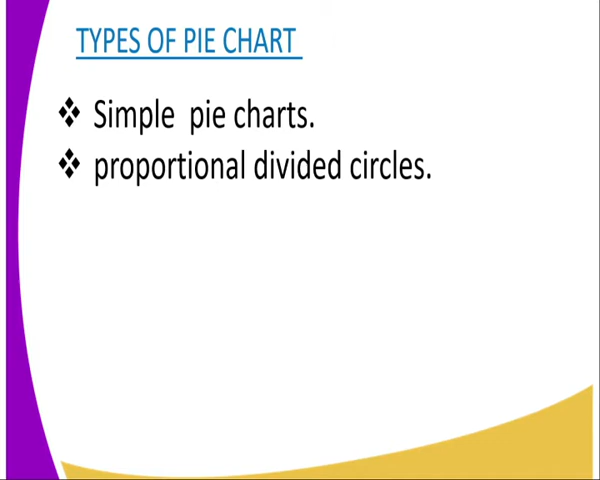 TYPES OF PIE CHART
❖ Simple pie charts.
❖ proportional divided circles.